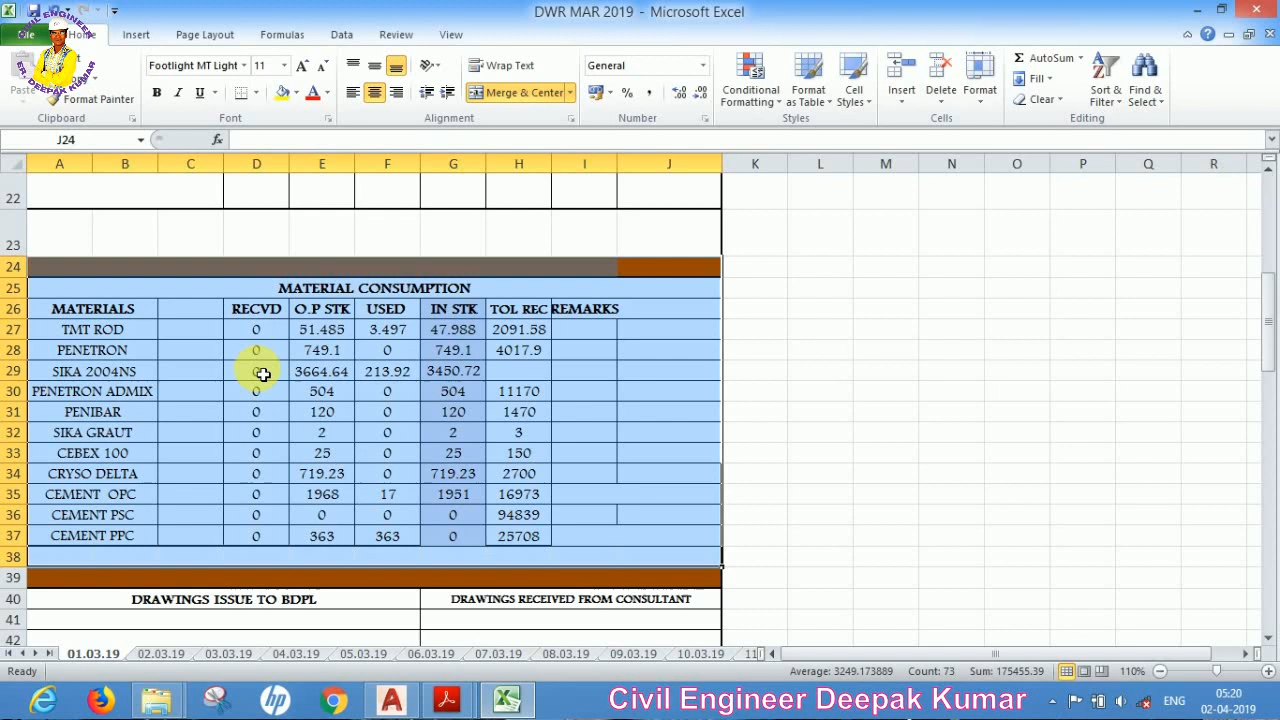 CIVIL ENGINEER
ER. DEEPAK KUMAR
DWR MAR 2019 - Microsoft Excel
File Home Insert Page Layout Formulas Data Review View
Paste Format Painter
Clipboard
Footlight MT Light 11
B I U
Font
Wrap Text
Merge & Center
Alignment
General
Number
Conditional Formatting
Format as Table
Cell Styles
Styles
Insert Delete Format
Cells
AutoSum
Fill
Clear
Sort & Filter
Find & Select
Editing
J24 fx
A B C D E F G H I J K L M N O P Q R
22
23
24
25 MATERIAL CONSUMPTION
26 MATERIALS RECVD O.P STK USED IN STK TOL REC REMARKS
27 TMT ROD 0 51.485 3.497 47.988 2091.58
28 PENETRON 0 749.1 0 749.1 4017.9
29 SIKA 2004NS 3664.64 213.92 3450.72
30 PENETRON ADMIX 0 504 0 504 11170
31 PENIBAR 0 120 0 120 1470
32 SIKA GRAUT 0 2 0 2 3
33 CEBEX 100 0 25 0 25 150
34 CRYSO DELTA 0 719.23 0 719.23 2700
35 CEMENT OPC 0 1968 17 1951 16973
36 CEMENT PSC 0 0 0 0 94839
37 CEMENT PPC 0 363 363 0 25708
38
39
40 DRAWINGS ISSUE TO BDPL DRAWINGS RECEIVED FROM CONSULTANT
41
42
01.03.19 02.03.19 03.03.19 04.03.19 05.03.19 06.03.19 07.03.19 08.03.19 09.03.19 10.03.19 11
Ready Average: 3249.173889 Count: 73 Sum: 175455.39 110%
Civil Engineer Deepak Kumar ENG 05:20
02-04-2019